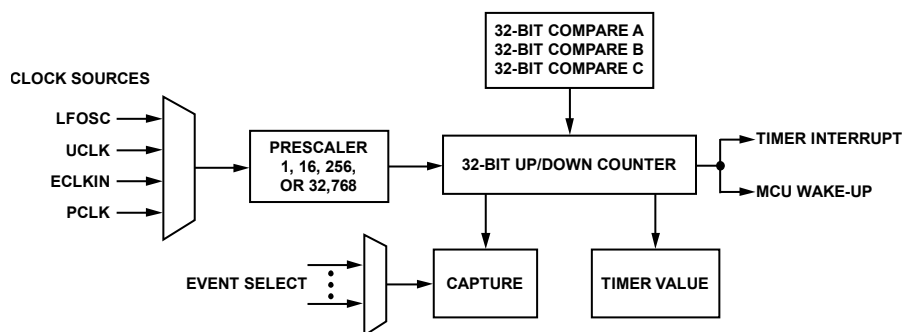 32-BIT COMPARE A
32-BIT COMPARE B
32-BIT COMPARE C
CLOCK SOURCES
LFOSC
UCLK
ECLKIN
PCLK
PRESCALER
1, 16, 256,
OR 32,768
32-BIT UP/DOWN COUNTER
TIMER INTERRUPT
MCU WAKE-UP
EVENT SELECT
CAPTURE
TIMER VALUE